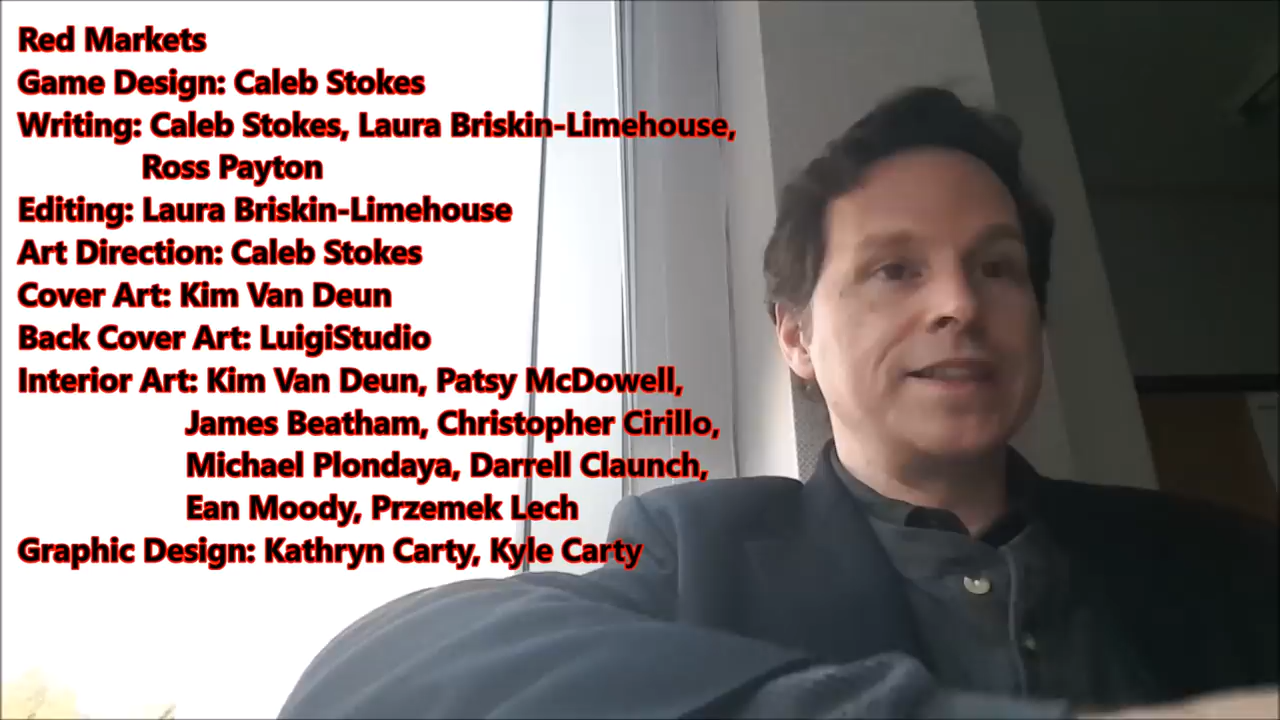 Red Markets
Game Design: Caleb Stokes
Writing: Caleb Stokes, Laura Briskin-Limehouse,
Ross Payton
Editing: Laura Briskin-Limehouse
Art Direction: Caleb Stokes
Cover Art: Kim Van Deun
Back Cover Art: LuigiStudio
Interior Art: Kim Van Deun, Patsy McDowell,
James Beatham, Christopher Cirillo,
Michael Plondaya, Darrell Claunch,
Ean Moody, Przemek Lech
Graphic Design: Kathryn Carty, Kyle Carty